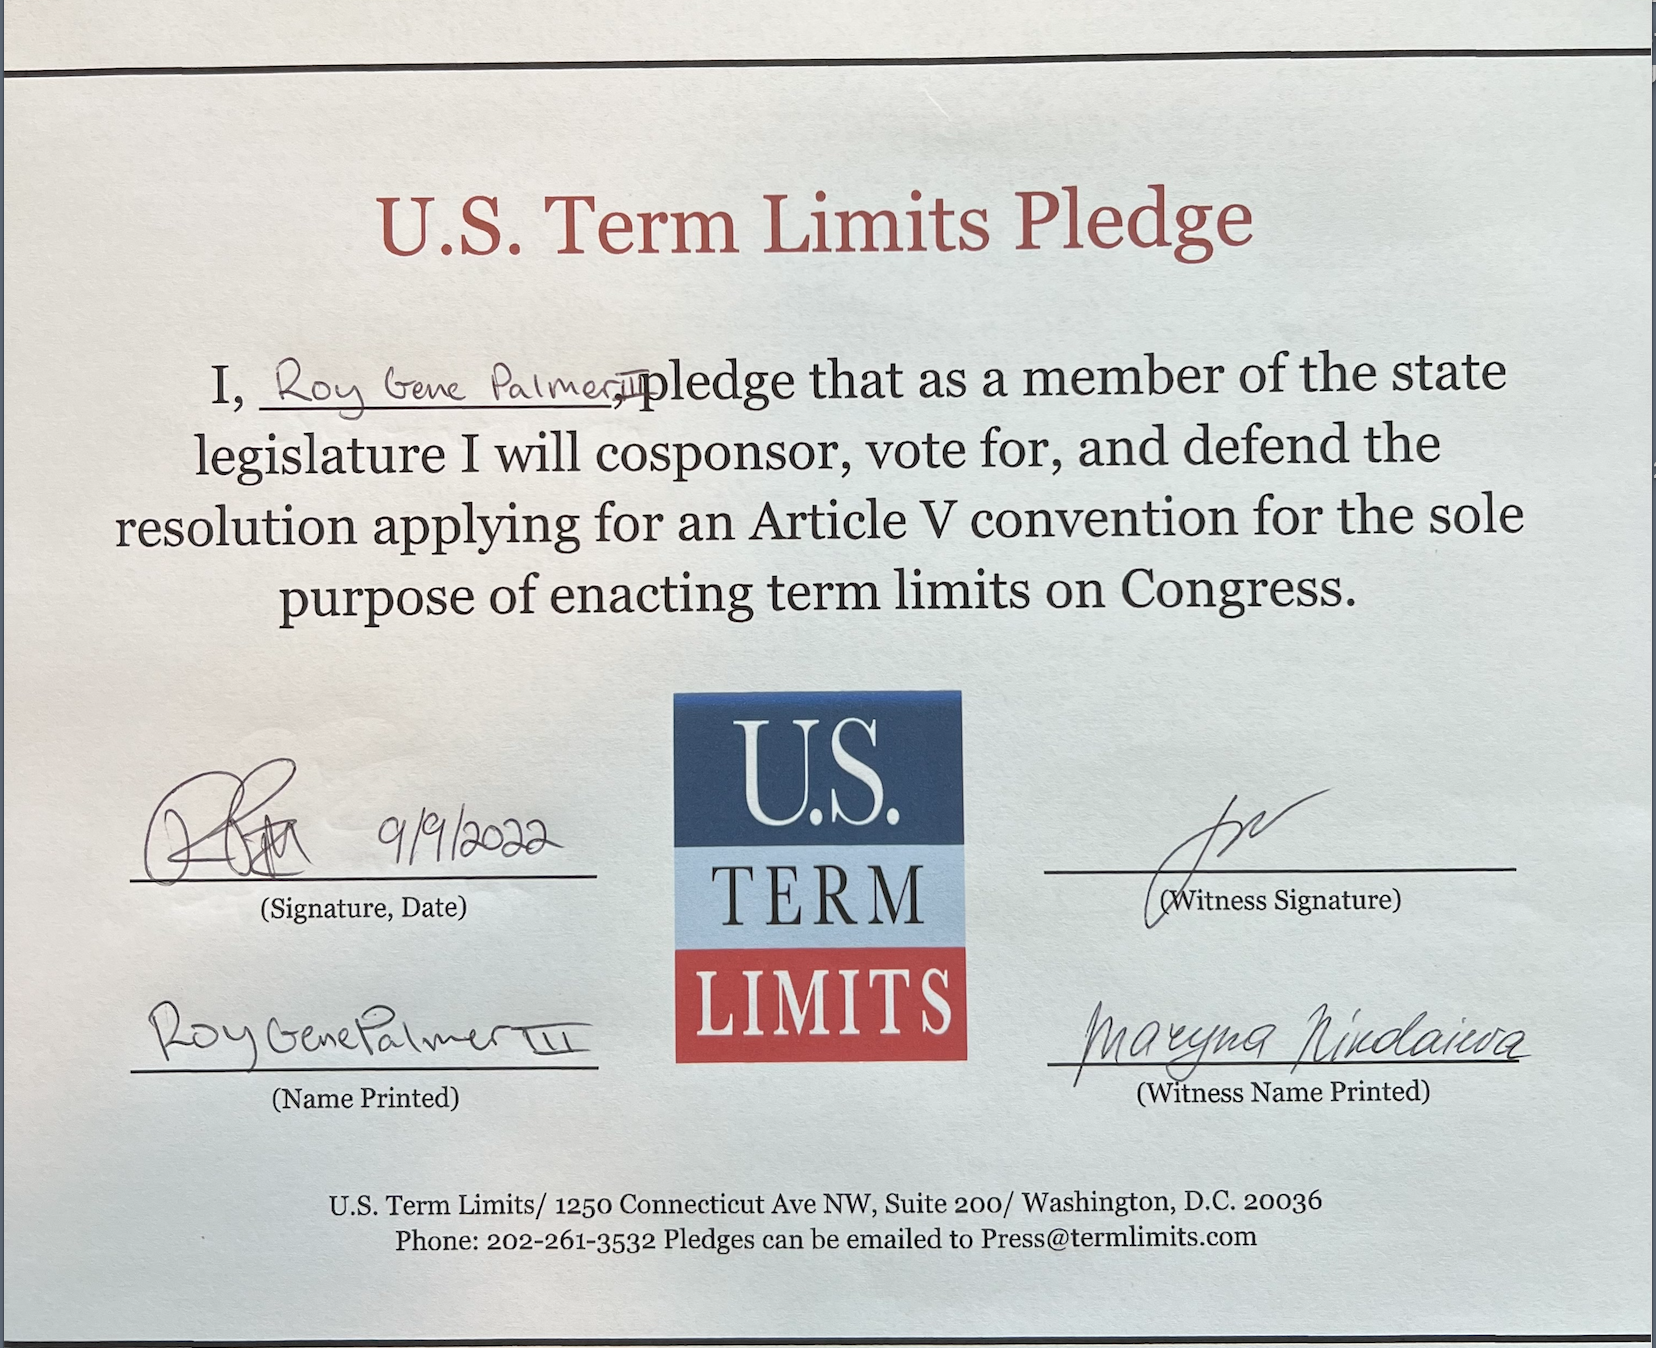 U.S. Term Limits Pledge
I, Roy Gene Palmer, III pledge that as a member of the state
legislature I will cosponsor, vote for, and defend the
resolution applying for an Article V convention for the sole
purpose of enacting term limits on Congress.
U.S.
TERM
LIMITS
9/9/2022
(Signature, Date)
(Witness Signature)
Roy Gene Palmer III
Maryna
(Name Printed)
(Witness Name Printed)
U.S. Term Limits/ 1250 Connecticut Ave NW, Suite 200/ Washington, D.C. 20036
Phone: 202-261-3532 Pledges can be emailed to Press@termlimits.com